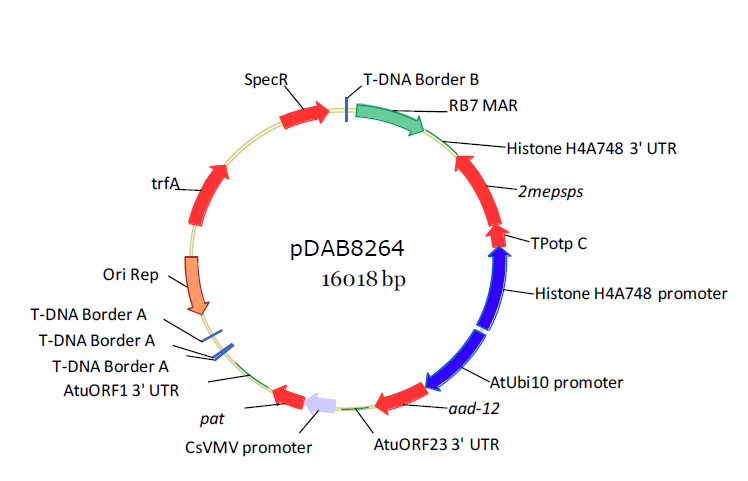 SpecR
T-DNA Border B
RB7 MAR
Histone H4A748 3' UTR
trfA
2mepsps
TPotp C
pDAB8264
16018 bp
Ori Rep
Histone H4A748 promoter
T-DNA Border A
T-DNA Border A
T-DNA Border A
AtuORF1 3' UTR
AtUbi10 promoter
pat
aad-12
CsVMV promoter
AtuORF23 3' UTR